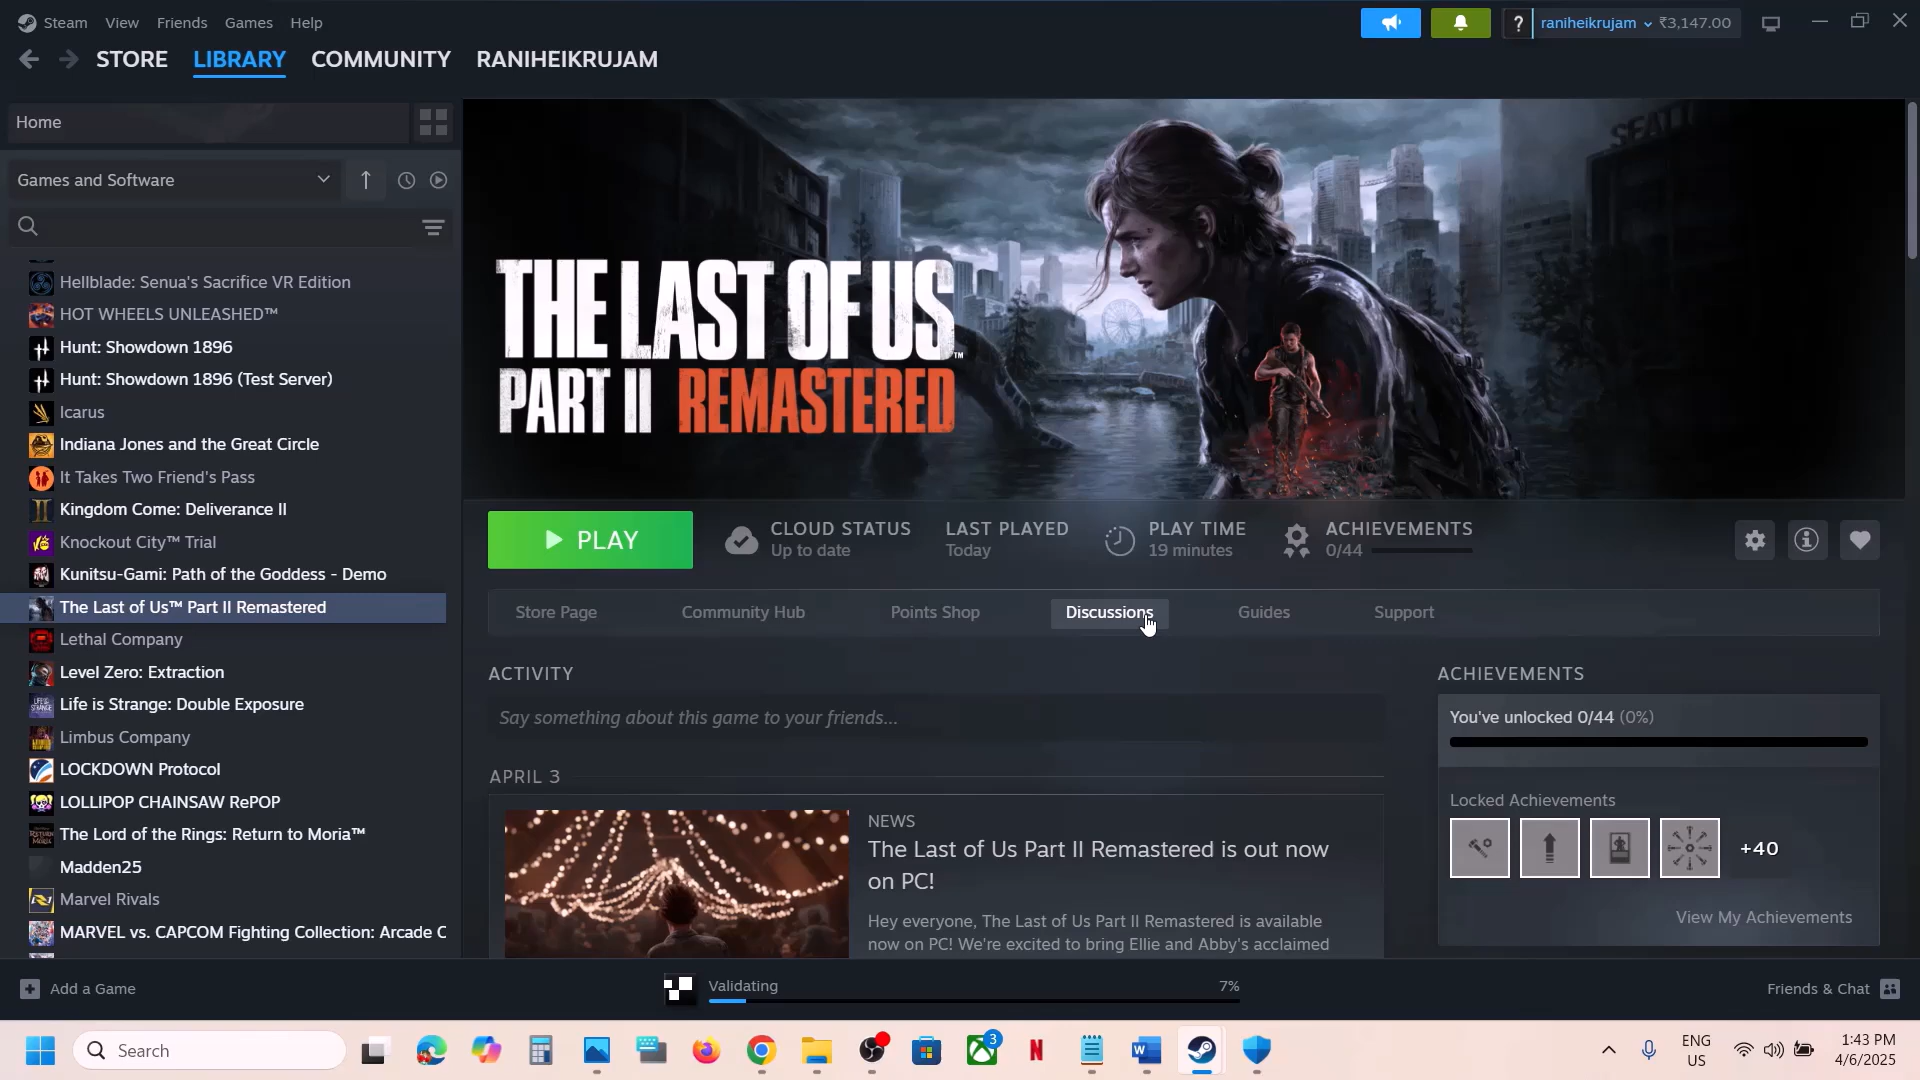 Steam View Friends Games Help
raniheikrujam ₹3,147.00
STORE LIBRARY COMMUNITY RANIHEIKRUJAM
Home
Games and Software
Hellblade: Senua's Sacrifice VR Edition
HOT WHEELS UNLEASHED™
Hunt: Showdown 1896
Hunt: Showdown 1896 (Test Server)
Icarus
Indiana Jones and the Great Circle
It Takes Two Friend's Pass
Kingdom Come: Deliverance II
Knockout City™ Trial
Kunitsu-Gami: Path of the Goddess - Demo
The Last of Us™ Part II Remastered
Lethal Company
Level Zero: Extraction
Life is Strange: Double Exposure
Limbus Company
LOCKDOWN Protocol
LOLLIPOP CHAINSAW RePOP
The Lord of the Rings: Return to Moria™
Madden25
Marvel Rivals
MARVEL vs. CAPCOM Fighting Collection: Arcade C
Add a Game
SEATTL
THE LAST OF US™
PART II REMASTERED
PLAY
CLOUD STATUS
Up to date
LAST PLAYED
Today
PLAY TIME
19 minutes
ACHIEVEMENTS
0/44
Store Page Community Hub Points Shop Discussions Guides Support
ACTIVITY
Say something about this game to your friends...
APRIL 3
NEWS
The Last of Us Part II Remastered is out now
on PC!
Hey everyone, The Last of Us Part II Remastered is available
now on PC! We're excited to bring Ellie and Abby's acclaimed
ACHIEVEMENTS
You've unlocked 0/44 (0%)
Locked Achievements
+40
View My Achievements
Validating 7%
Friends & Chat
Search
3
ENG
US
1:43 PM
4/6/2025